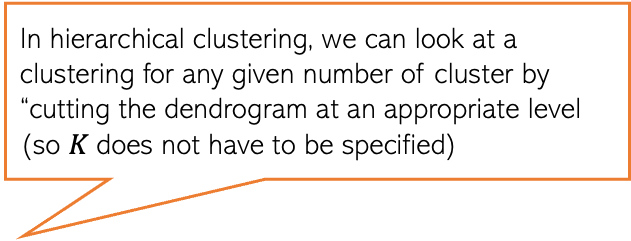 In hierarchical clustering, we can look at a
clustering for any given number of cluster by
“cutting the dendrogram at an appropriate level
(so K does not have to be specified)